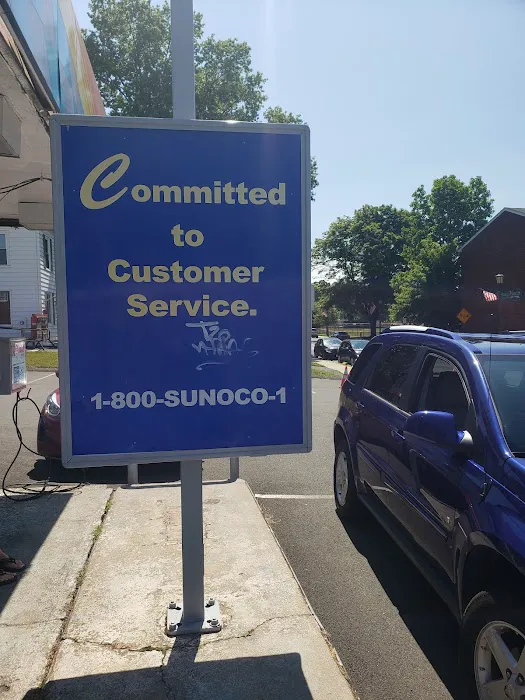 Committed
to
Customer
Service.
1-800-SUNOCO-1